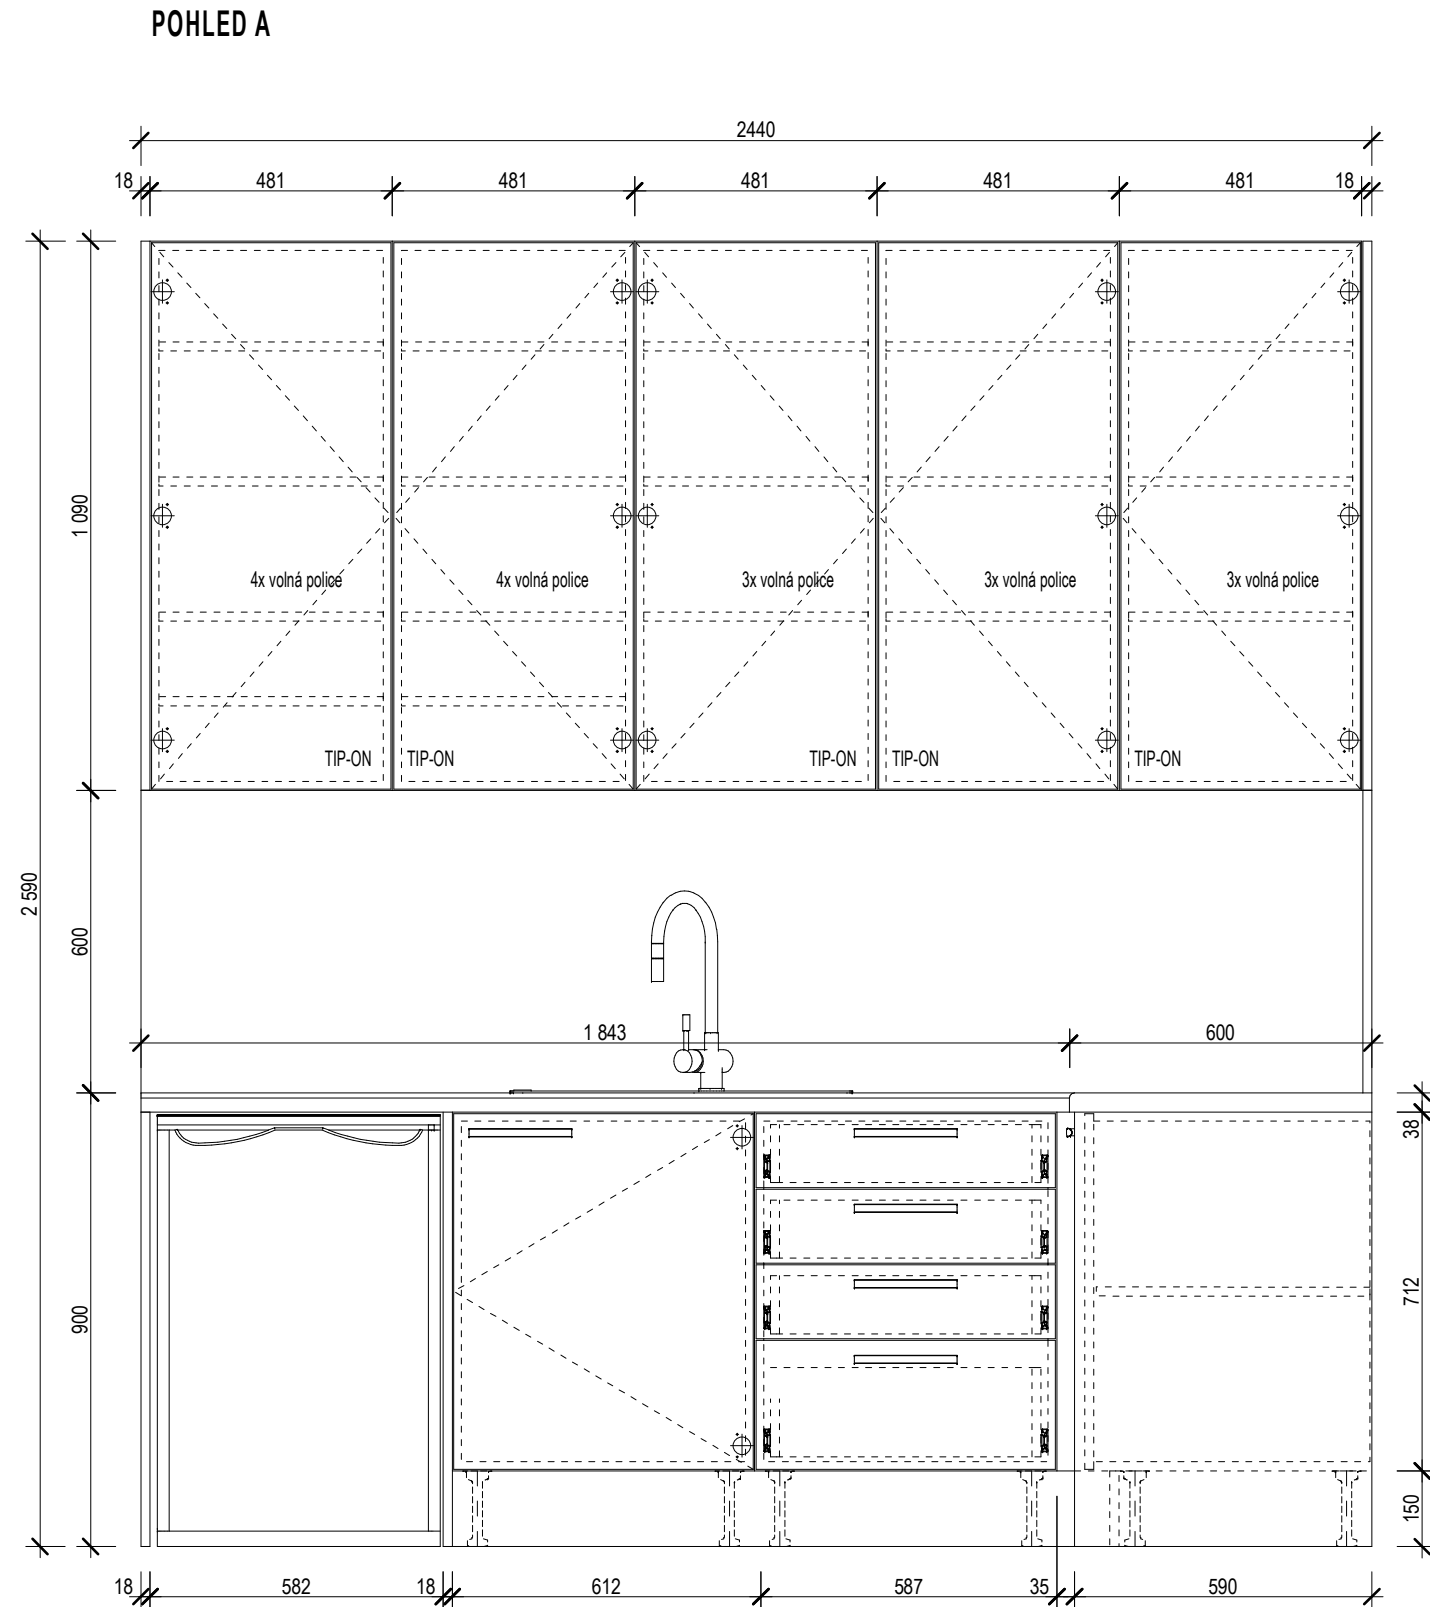 POHLED A
2440
18 481 481 481 481 481 18
1 090
4x volná police 4x volná police 3x volná police 3x volná police 3x volná police
TIP-ON TIP-ON TIP-ON TIP-ON TIP-ON
2 590
600
1 843 600
38
900
712
150
18 582 18 612 587 35 590